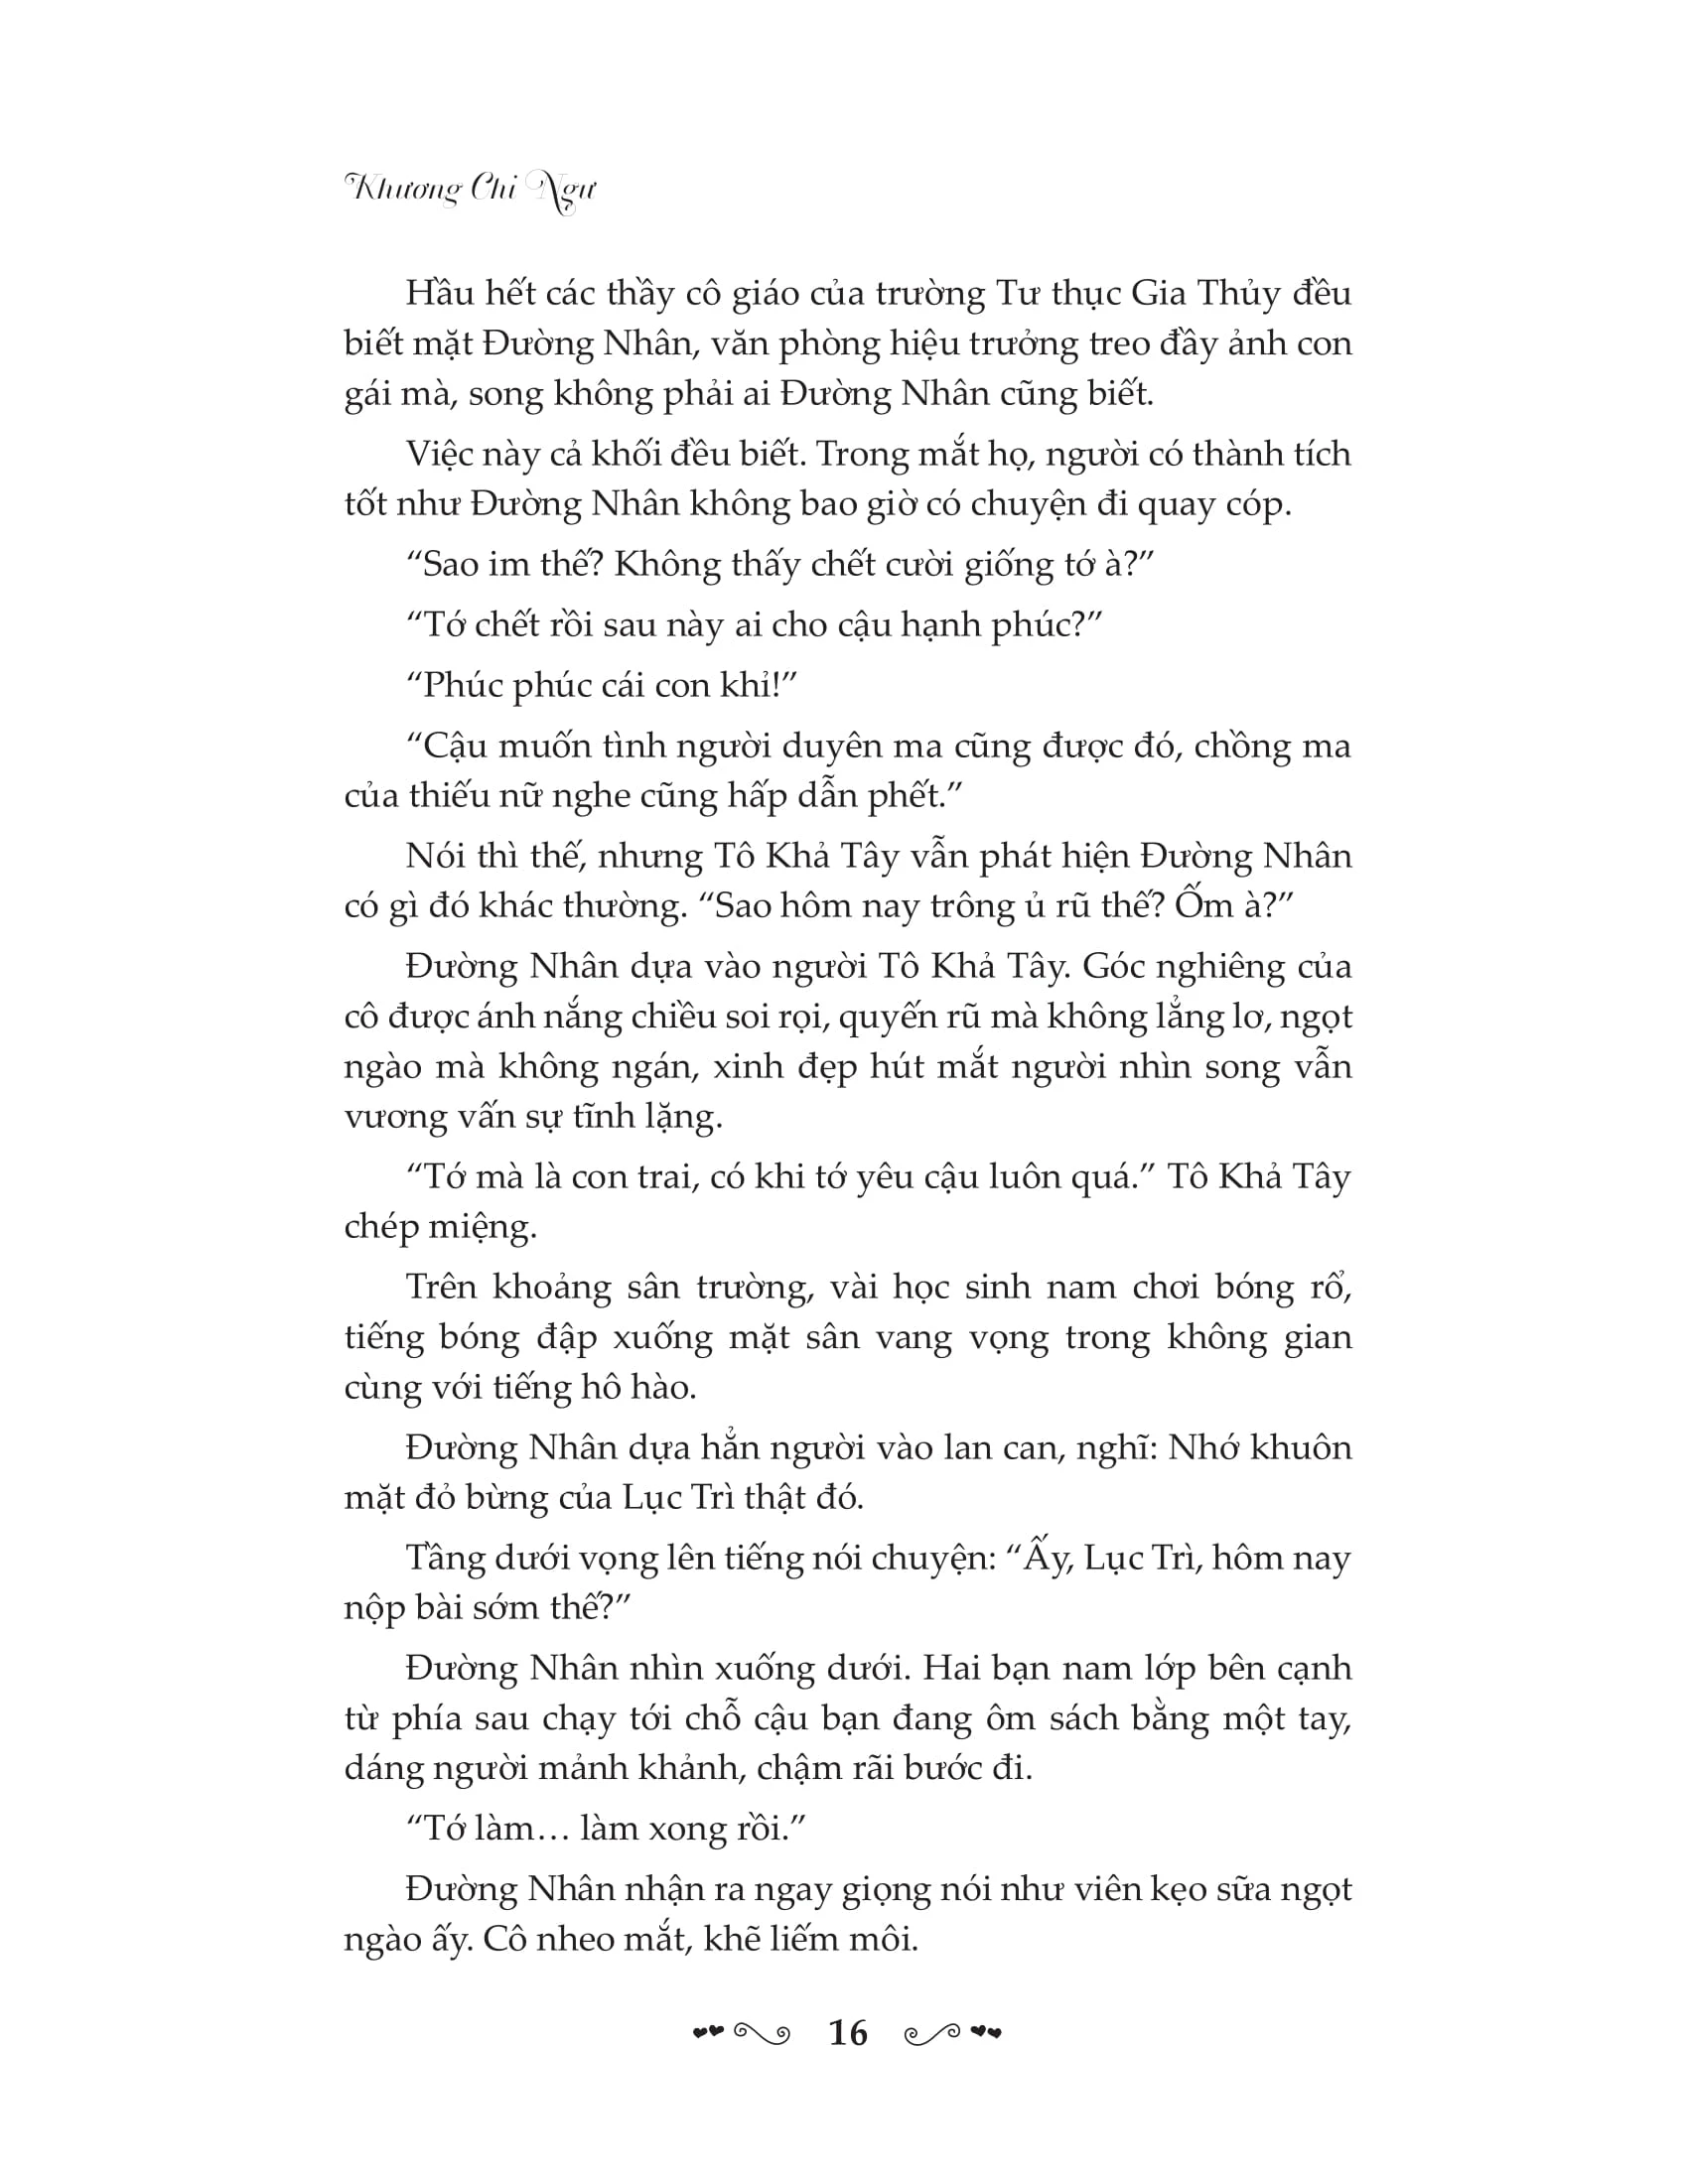 Khương Chi Ngư
Hầu hết các thầy cô giáo của trường Tư thục Gia Thủy đều
biết mặt Đường Nhân, văn phòng hiệu trưởng treo đầy ảnh con
gái mà, song không phải ai Đường Nhân cũng biết.
Việc này cả khối đều biết. Trong mắt họ, người có thành tích
tốt như Đường Nhân không bao giờ có chuyện đi quay cóp.
“Sao im thế? Không thấy chết cười giống tớ à?”
“Tớ chết rồi sau này ai cho cậu hạnh phúc?”
“Phúc phúc cái con khỉ!”
“Cậu muốn tình người duyên ma cũng được đó, chồng ma
của thiếu nữ nghe cũng hấp dẫn phết.”
Nói thì thế, nhưng Tô Khả Tây vẫn phát hiện Đường Nhân
có gì đó khác thường. “Sao hôm nay trông ủ rũ thế? Ốm à?”
Đường Nhân dựa vào người Tô Khả Tây. Góc nghiêng của
cô được ánh nắng chiều soi rọi, quyến rũ mà không lẳng lơ, ngọt
ngào mà không ngán, xinh đẹp hút mắt người nhìn song vẫn
vương vấn sự tĩnh lặng.
“Tớ mà là con trai, có khi tớ yêu cậu luôn quá.” Tô Khả Tây
chép miệng.
Trên khoảng sân trường, vài học sinh nam chơi bóng rổ,
tiếng bóng đập xuống mặt sân vang vọng trong không gian
cùng với tiếng hô hào.
Đường Nhân dựa hẳn người vào lan can, nghĩ: Nhớ khuôn
mặt đỏ bừng của Lục Trì thật đó.
Tầng dưới vọng lên tiếng nói chuyện: “Ấy, Lục Trì, hôm nay
nộp bài sớm thế?”
Đường Nhân nhìn xuống dưới. Hai bạn nam lớp bên cạnh
từ phía sau chạy tới chỗ cậu bạn đang ôm sách bằng một tay,
dáng người mảnh khảnh, chậm rãi bước đi.
“Tớ làm… làm xong rồi.”
Đường Nhân nhận ra ngay giọng nói như viên kẹo sữa ngọt
ngào ấy. Cô nheo mắt, khẽ liếm môi.
16